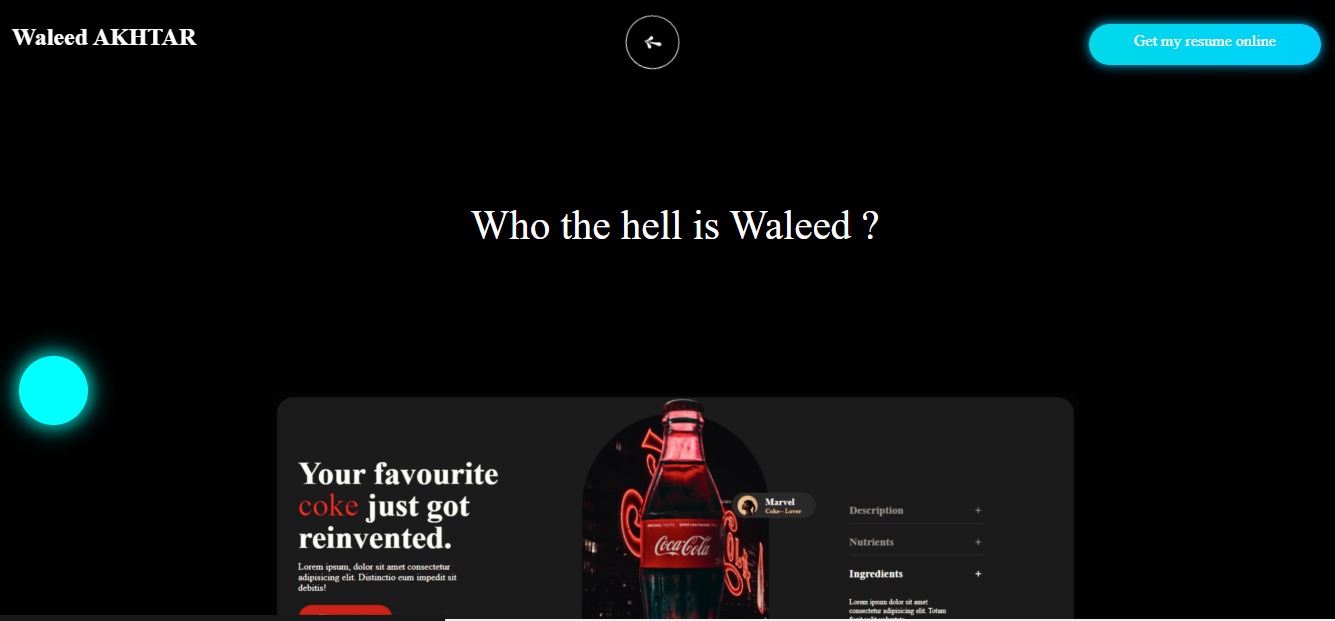 Waleed AKHTAR
Get my resume online
Who the hell is Waleed ?
Your favourite
coke just got
reinvented.
Lorem ipsum, dolor sit amet consectetur
adipisicing elit. Distinctio eum impedit sit
debitis!
Coca-Cola
Marvel
Coke-- Lover
Description +
Nutrients +
Ingredients +
Lorem ipsum dolor sit amet
consectetur adipisicing elit. Totam